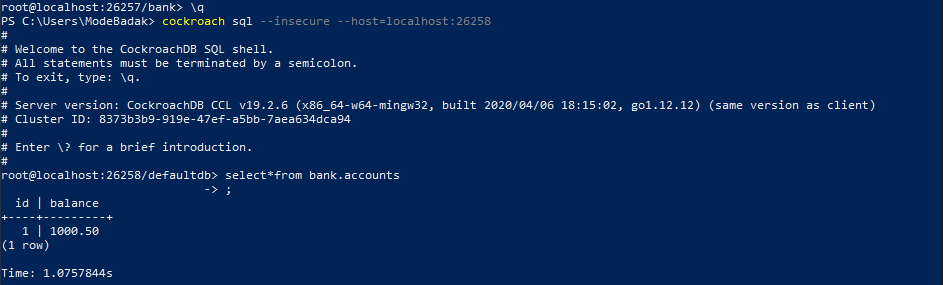 root@localhost:26257/bank> \q
PS C:\Users\ModeBadak> cockroach sql --insecure --host=localhost:26258
#
# Welcome to the CockroachDB SQL shell.
# All statements must be terminated by a semicolon.
# To exit, type: \q.
#
# Server version: CockroachDB CCL v19.2.6 (x86_64-w64-mingw32, built 2020/04/06 18:15:02, go1.12.12) (same version as client)
# Cluster ID: 8373b3b9-919e-47ef-a5bb-7aea634dca94
#
# Enter \? for a brief introduction.
#
root@localhost:26258/defaultdb> select*from bank.accounts
                             -> ;
  id | balance
+----+---------+
   1 | 1000.50
(1 row)

Time: 1.0757844s